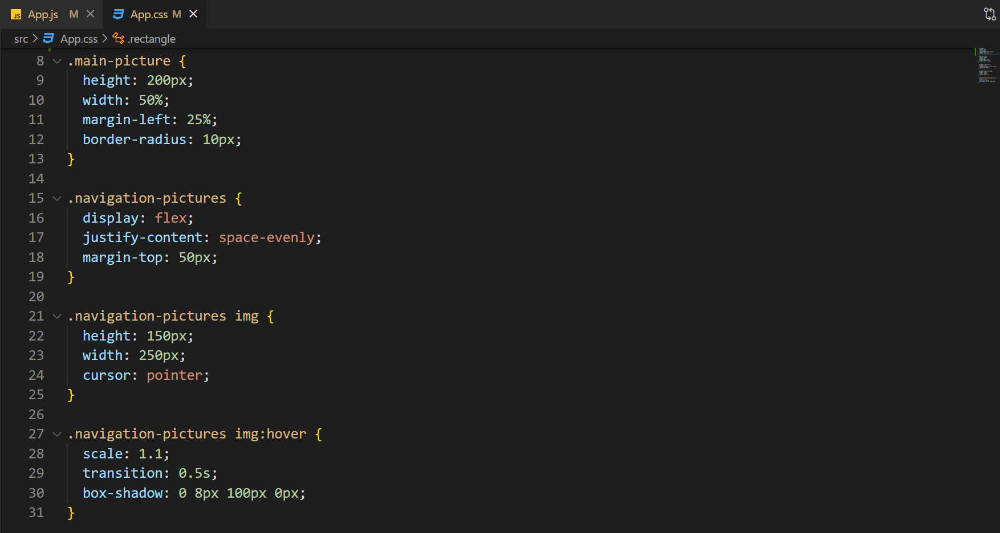 JS App.js M
App.css M
src > App.css > .rectangle
8 .main-picture {
9 height: 200px;
10 width: 50%;
11 margin-left: 25%;
12 border-radius: 10px;
13 }
14
15 .navigation-pictures {
16 display: flex;
17 justify-content: space-evenly;
18 margin-top: 50px;
19 }
20
21 .navigation-pictures img {
22 height: 150px;
23 width: 250px;
24 cursor: pointer;
25 }
26
27 .navigation-pictures img:hover {
28 scale: 1.1;
29 transition: 0.5s;
30 box-shadow: 0 8px 100px 0px;
31 }